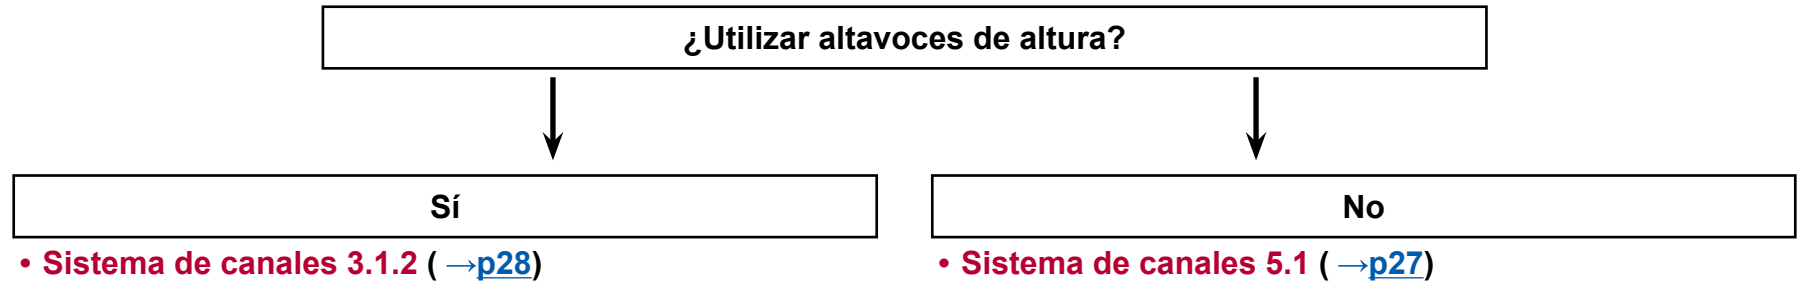 ¿Utilizar altavoces de altura?
Sí
No
• Sistema de canales 3.1.2 ( →p28)
• Sistema de canales 5.1 ( →p27)